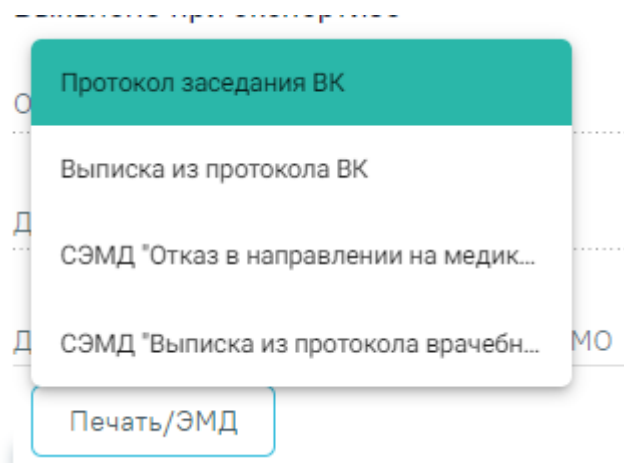 О
Протокол заседания ВК
Выписка из протокола ВК
Д
СЭМД "Отказ в направлении на медик...
Д
СЭМД "Выписка из протокола врачебн...
МО
Печать/ЭМД